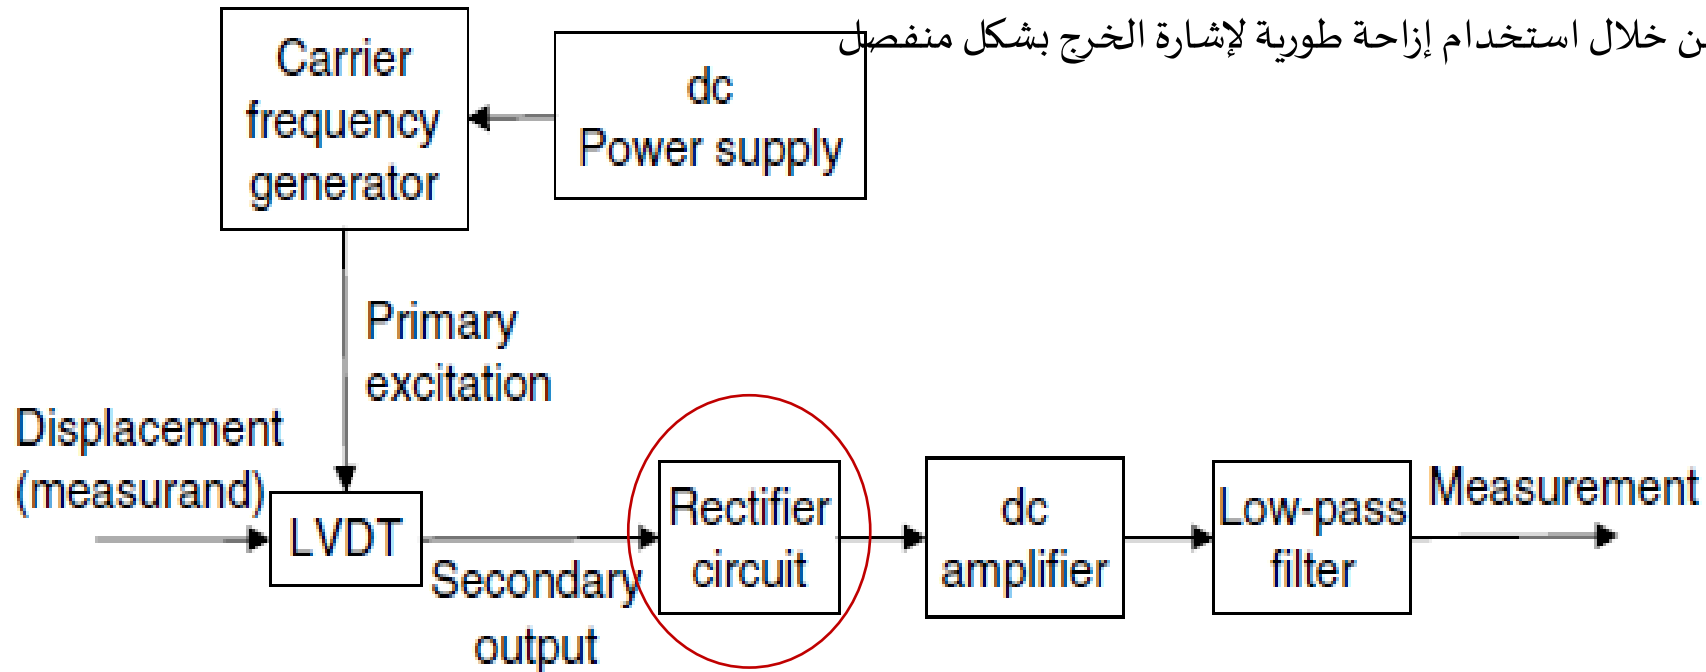 خلال استخدام إزاحة طورية لإشارة الخرج بشكل منفصل
Carrier
frequency
generator
dc
Power supply
Primary
excitation
Displacement
(measurand)
LVDT
Secondary
output
Rectifier
circuit
dc
amplifier
Low-pass
filter
Measurement